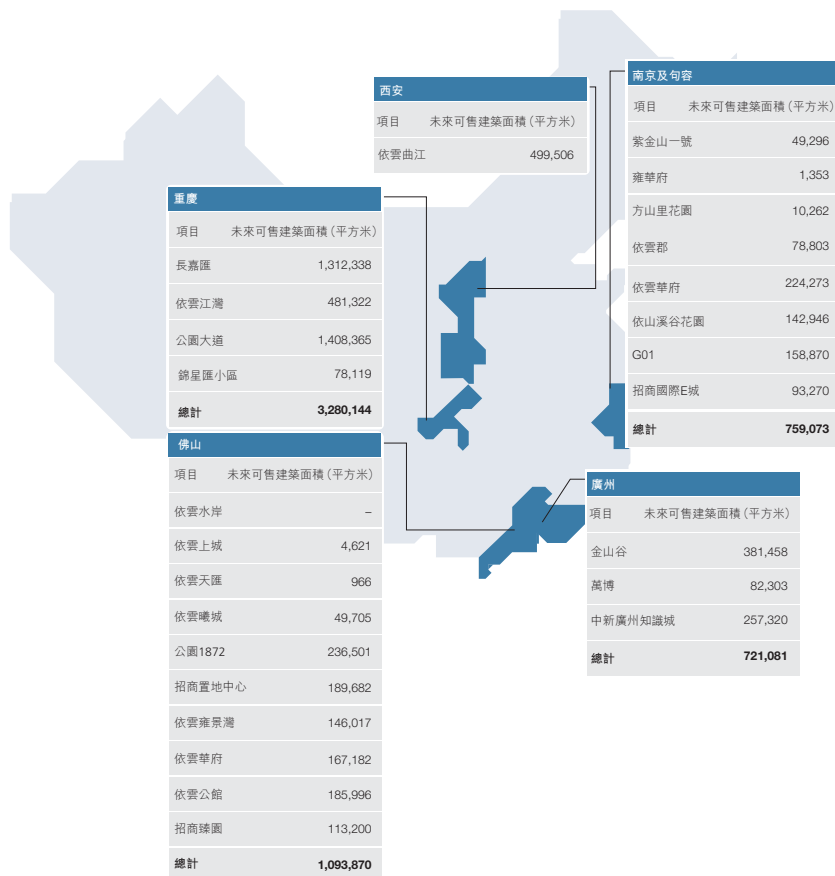 西安
項目 未來可售建築面積（平方米）
依雲曲江 499,506
南京及句容
項目 未來可售建築面積（平方米）
紫金山一號 49,296
雍華府 1,353
方山里花園 10,262
依雲郡 78,803
依雲華府 224,273
依山溪谷花園 142,946
G01 158,870
招商國際E城 93,270
總計 759,073
重慶
項目 未來可售建築面積（平方米）
長嘉匯 1,312,338
依雲江灣 481,322
公園大道 1,408,365
錦星匯小區 78,119
總計 3,280,144
佛山
項目 未來可售建築面積（平方米）
依雲水岸 –
依雲上城 4,621
依雲天匯 966
依雲曦城 49,705
公園1872 236,501
招商置地中心 189,682
依雲雍景灣 146,017
依雲華府 167,182
依雲公館 185,996
招商臻園 113,200
總計 1,093,870
廣州
項目 未來可售建築面積（平方米）
金山谷 381,458
萬博 82,303
中新廣州知識城 257,320
總計 721,081